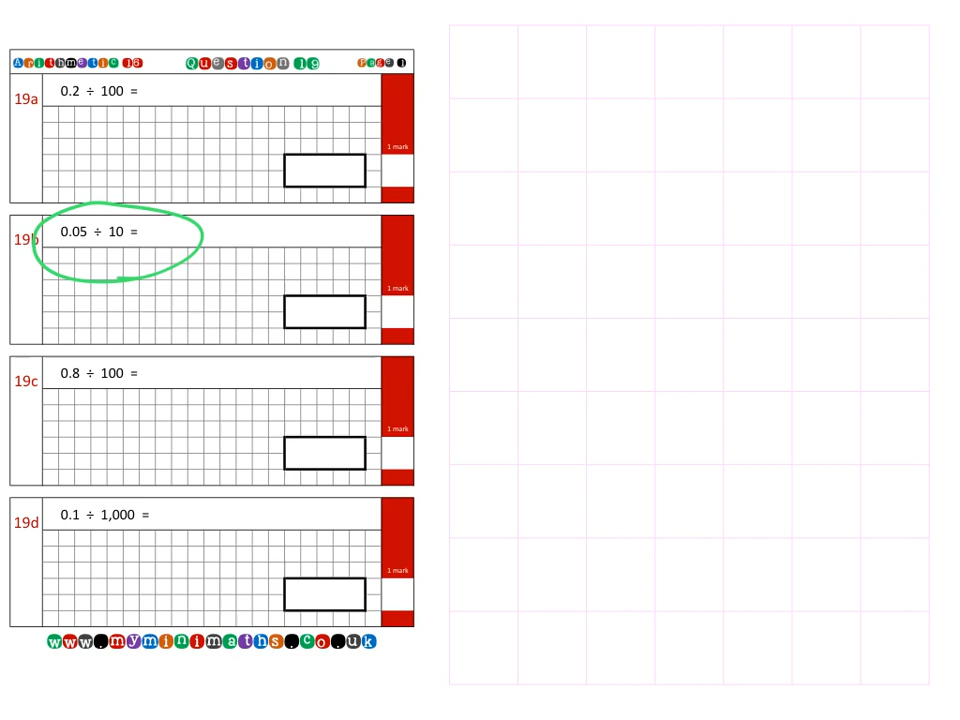 Arithmetic 16 Question 19 Page 1
19a 0.2 ÷ 100 =
1 mark
19b 0.05 ÷ 10 =
1 mark
19c 0.8 ÷ 100 =
1 mark
19d 0.1 ÷ 1,000 =
1 mark
www.myminimaths.co.uk